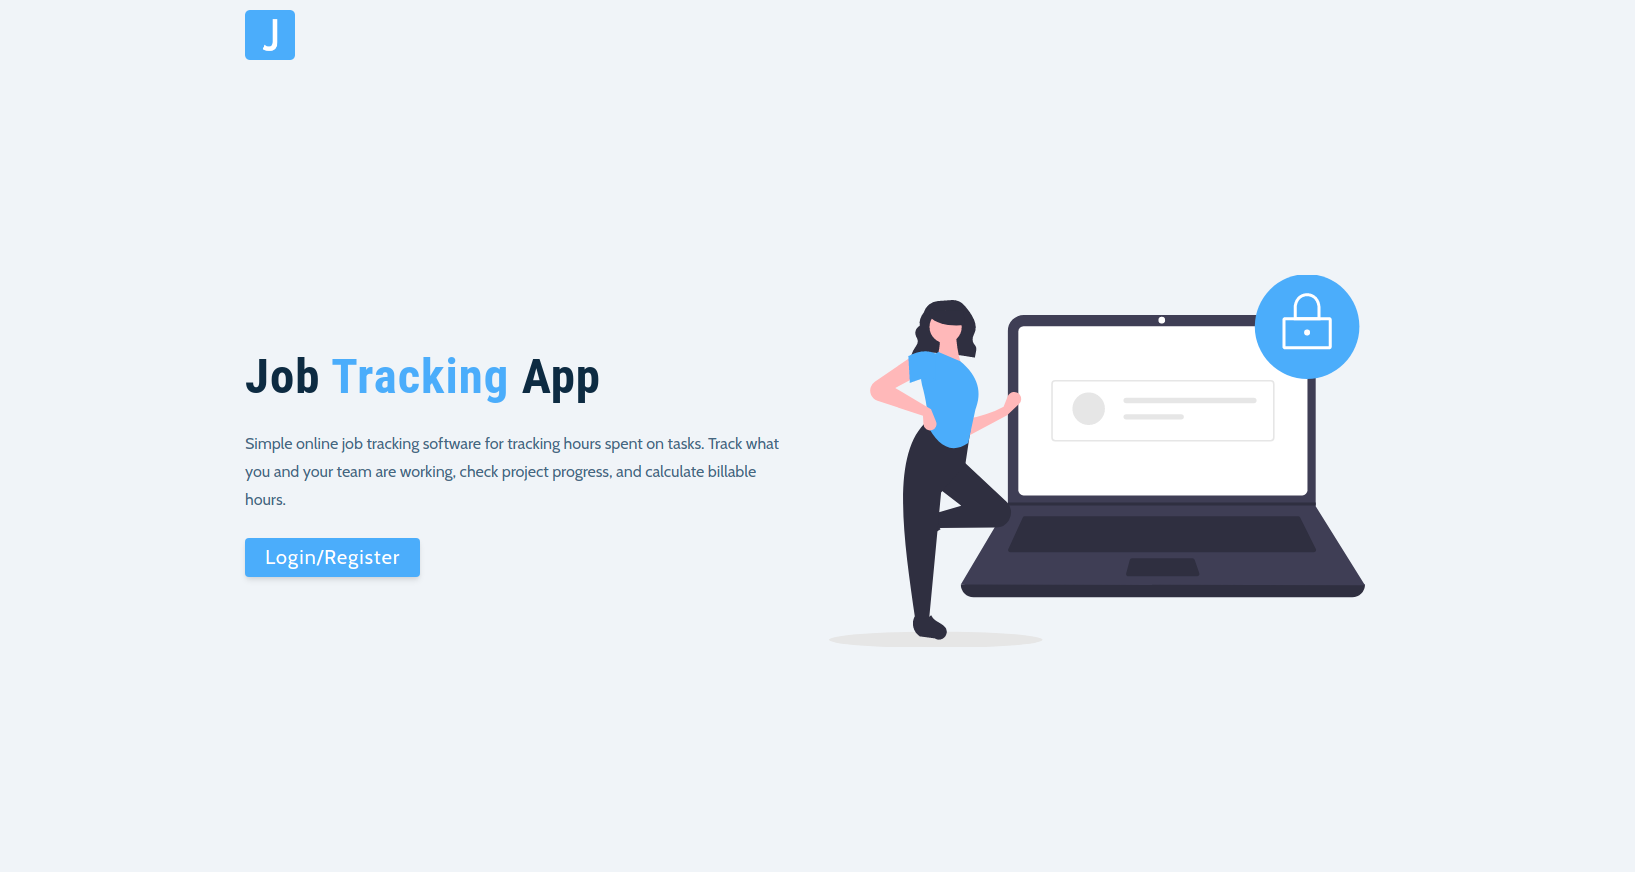 J
Job Tracking App
Simple online job tracking software for tracking hours spent on tasks. Track what
you and your team are working, check project progress, and calculate billable
hours.
Login/Register